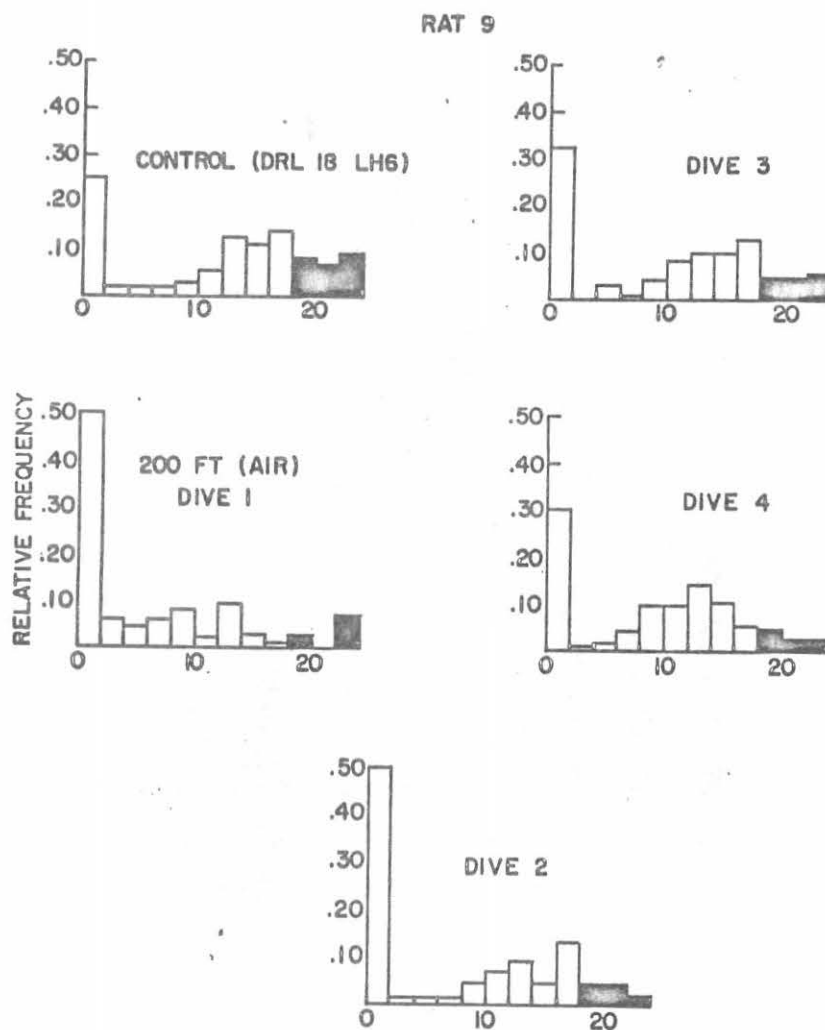 RAT 9
.50
.40
.30
.20
.10
CONTROL (DRL 18 LH6)
0 10 20
.50
.40
.30
.20
.10
DIVE 3
0 10 20
RELATIVE FREQUENCY
.50
.40
.30
.20
.10
200 FT (AIR)
DIVE 1
0 10 20
.50
.40
.30
.20
.10
DIVE 4
0 10 20
.50
.40
.30
.20
.10
DIVE 2
0 10 20